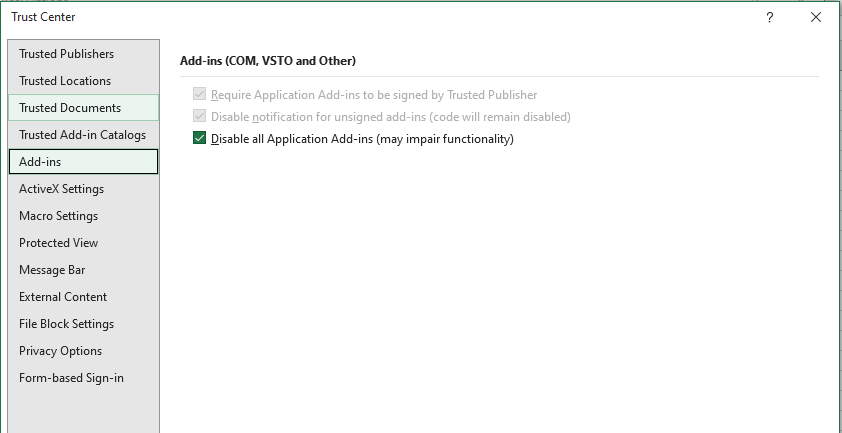 Trust Center
?
Trusted Publishers
Trusted Locations
Trusted Documents
Trusted Add-in Catalogs
Add-ins
ActiveX Settings
Macro Settings
Protected View
Message Bar
External Content
File Block Settings
Privacy Options
Form-based Sign-in
Add-ins (COM, VSTO and Other)
Require Application Add-ins to be signed by Trusted Publisher
Disable notification for unsigned add-ins (code will remain disabled)
Disable all Application Add-ins (may impair functionality)